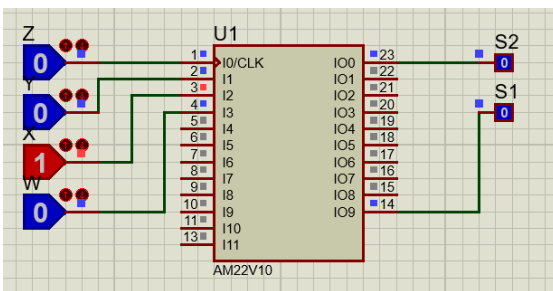 Z
0
Y
0
X
1
W
0
U1
1 I0/CLK IO0 23
2 I1 IO1 22
3 I2 IO2 21
4 I3 IO3 20
5 I4 IO4 19
6 I5 IO5 18
7 I6 IO6 17
8 I7 IO7 16
9 I8 IO8 15
10 I9 IO9 14
11 I10
13 I11
AM22V10
S2
0
S1
0